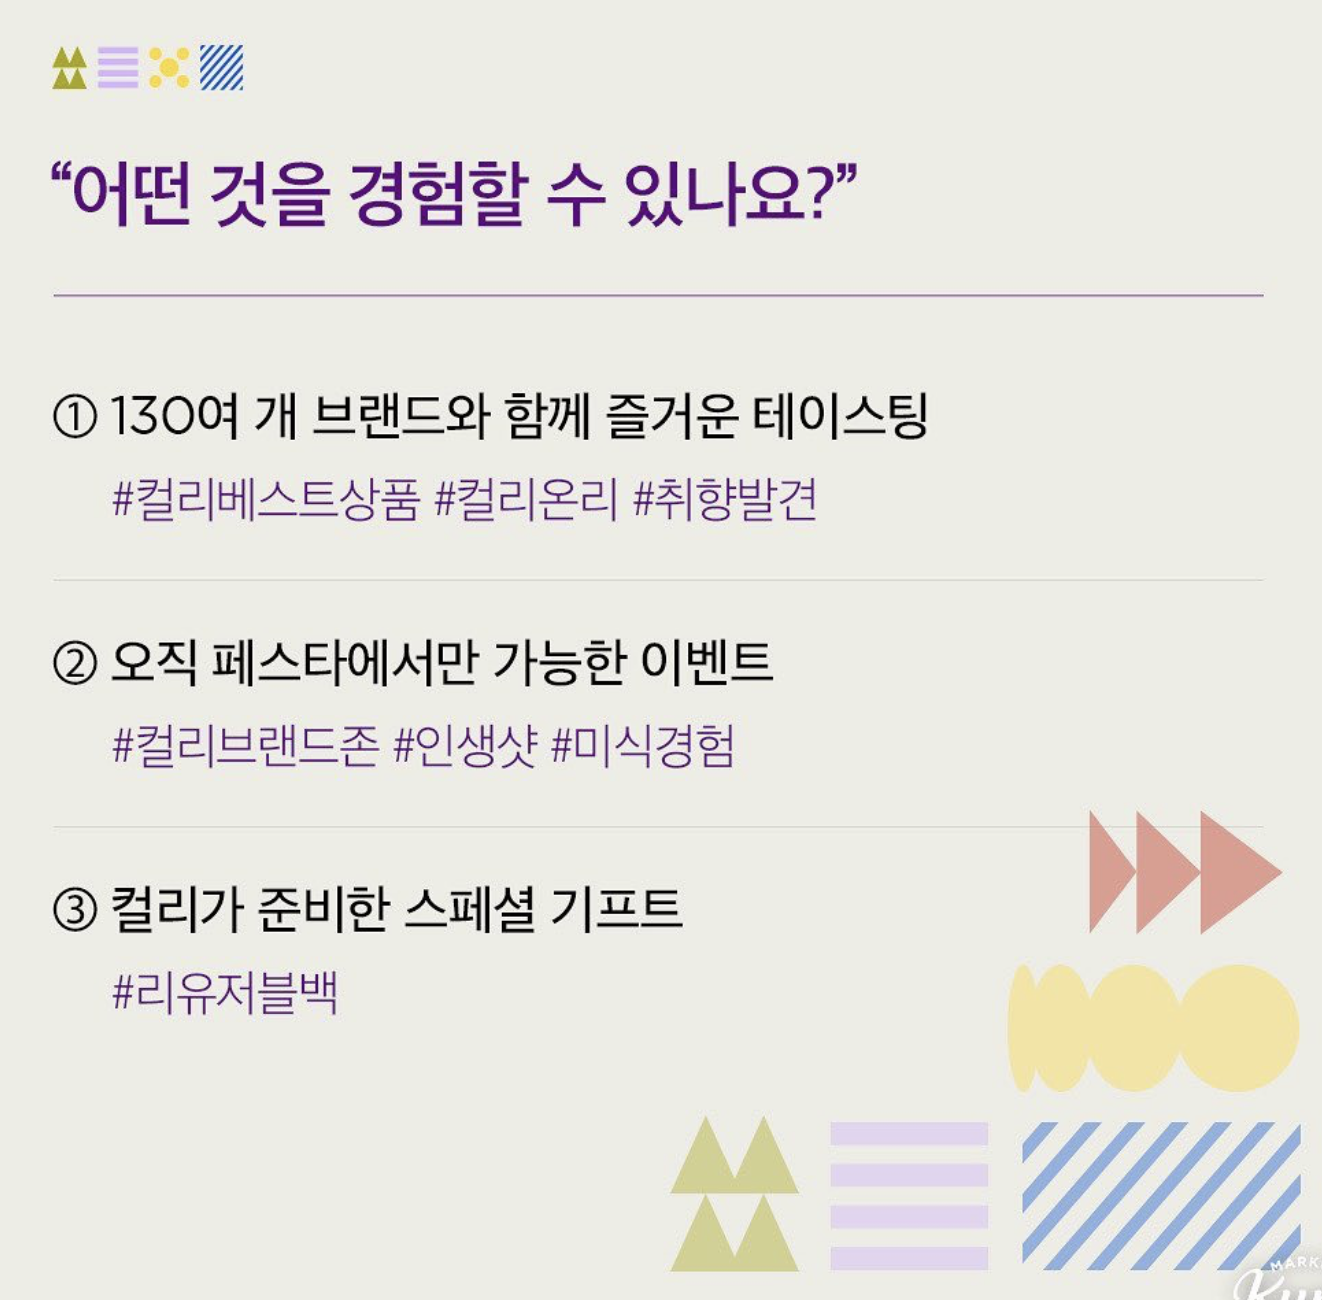 “어떤 것을 경험할 수 있나요?”
① 130여 개 브랜드와 함께 즐거운 테이스팅
#컬리베스트상품 #컬리온리 #취향발견
② 오직 페스타에서만 가능한 이벤트
#컬리브랜드존 #인생샷 #미식경험
③ 컬리가 준비한 스페셜 기프트
#리유저블백